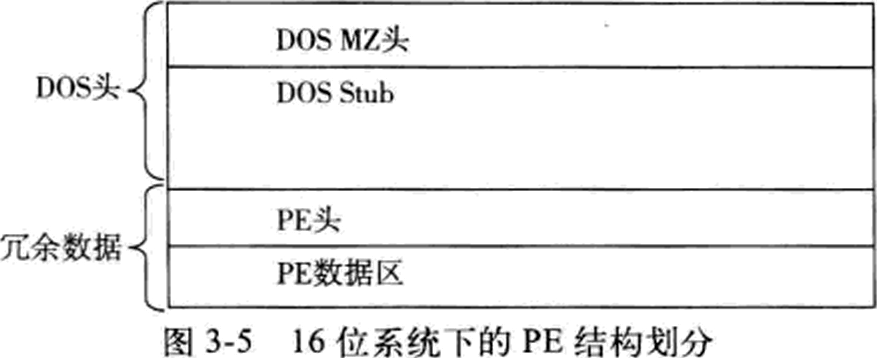 DOS MZ头
DOS头
DOS Stub
PE头
冗余数据
PE数据区
图 3-5 16 位系统下的 PE 结构划分